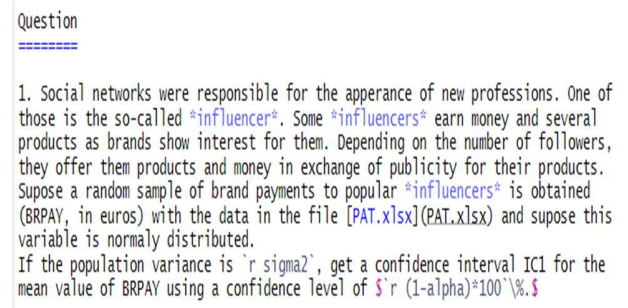 Question
========
1. Social networks were responsible for the apperance of new professions. One of
those is the so-called *influencer*. Some *influencers* earn money and several
products as brands show interest for them. Depending on the number of followers,
they offer them products and money in exchange of publicity for their products.
Supose a random sample of brand payments to popular *influencers* is obtained
(BRPAY, in euros) with the data in the file [PAT.xlsx](PAT.xlsx) and supose this
variable is normaly distributed.
If the population variance is `r sigma2`, get a confidence interval IC1 for the
mean value of BRPAY using a confidence level of $`r (1-alpha)*100`\%.$